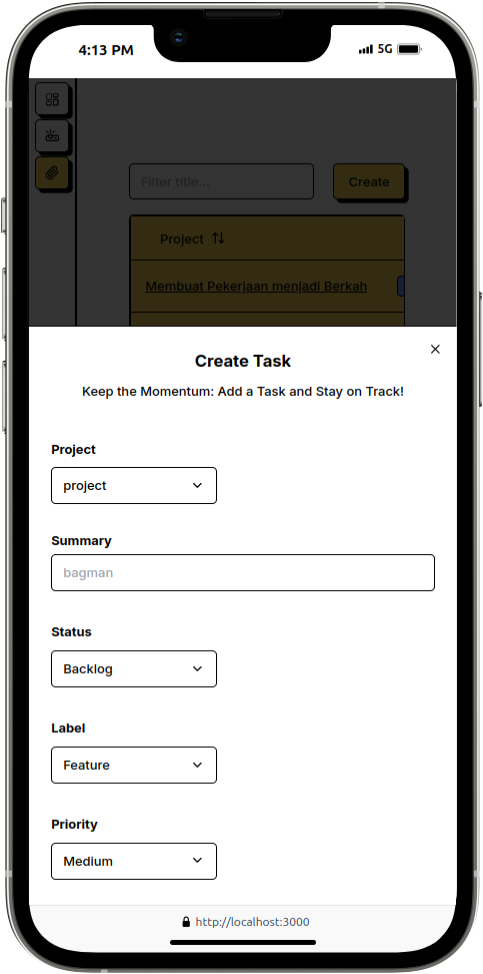 4:13 PM
5G
Filter title...
Create
Project
Membuat Pekerjaan menjadi Berkah
Create Task
Keep the Momentum: Add a Task and Stay on Track!
Project
project
Summary
bagman
Status
Backlog
Label
Feature
Priority
Medium
http://localhost:3000